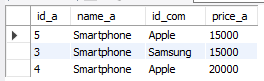 id_a name_a id_com price_a
5 Smartphone Apple 15000
3 Smartphone Samsung 15000
4 Smartphone Apple 20000